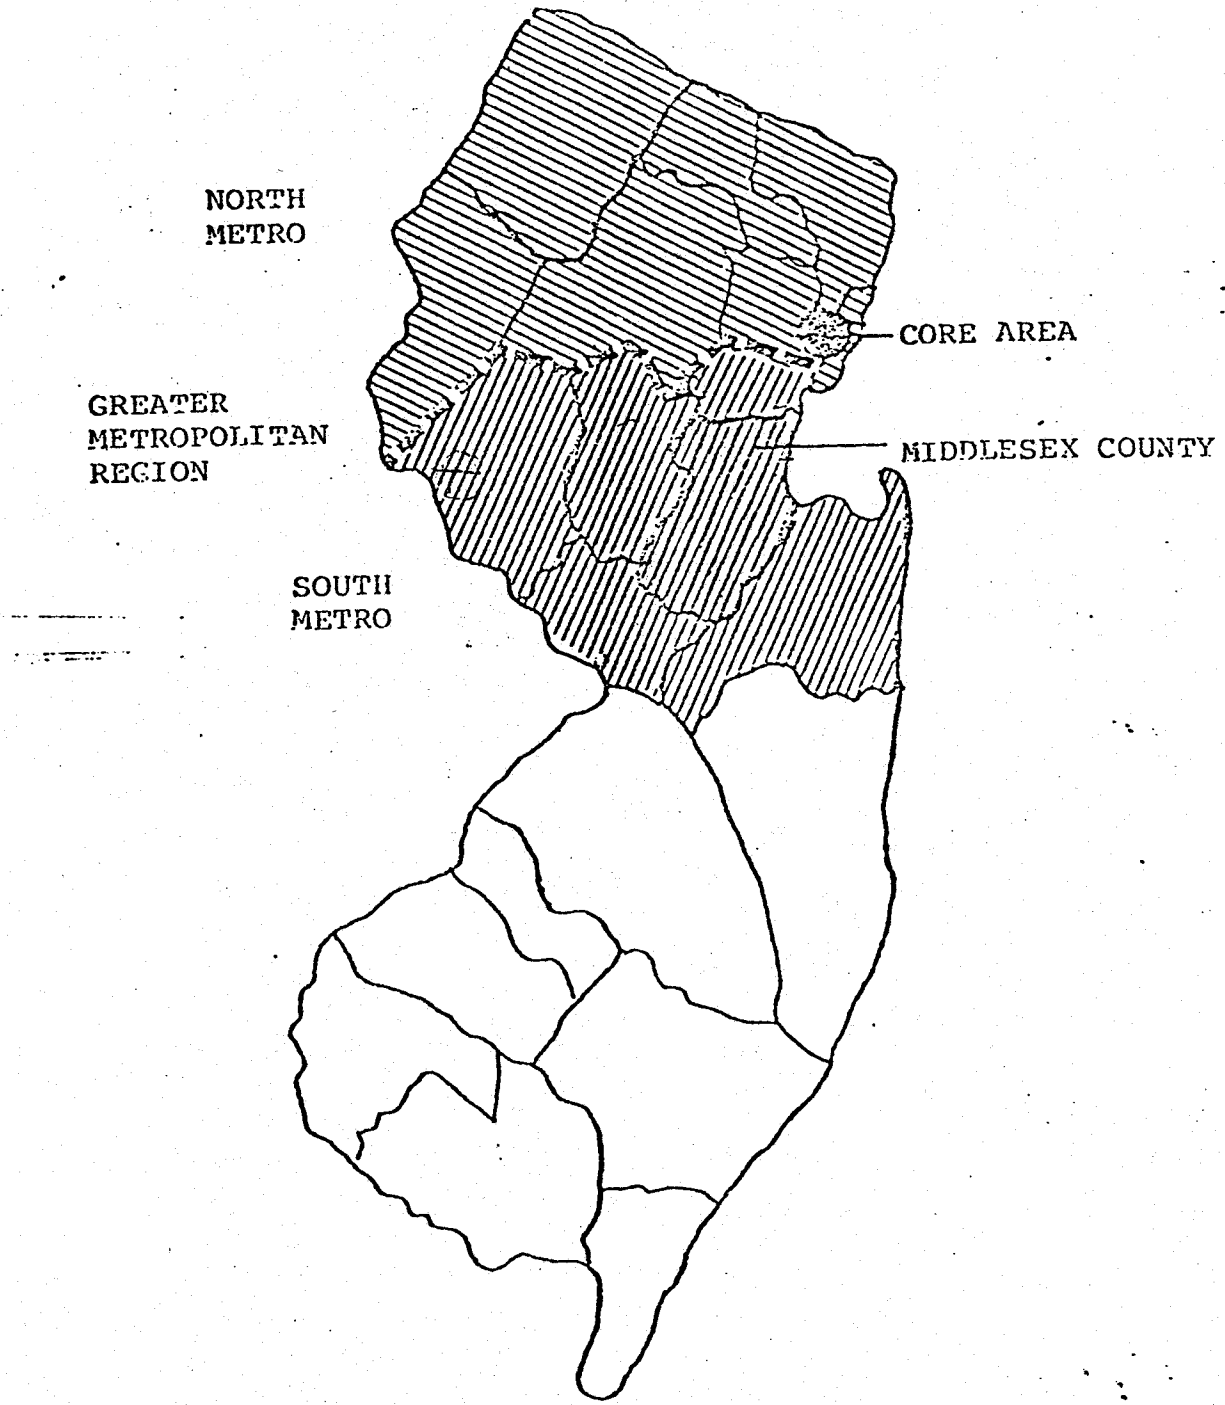 NORTH
METRO
CORE AREA
GREATER
METROPOLITAN
REGION
MIDDLESEX COUNTY
SOUTH
METRO